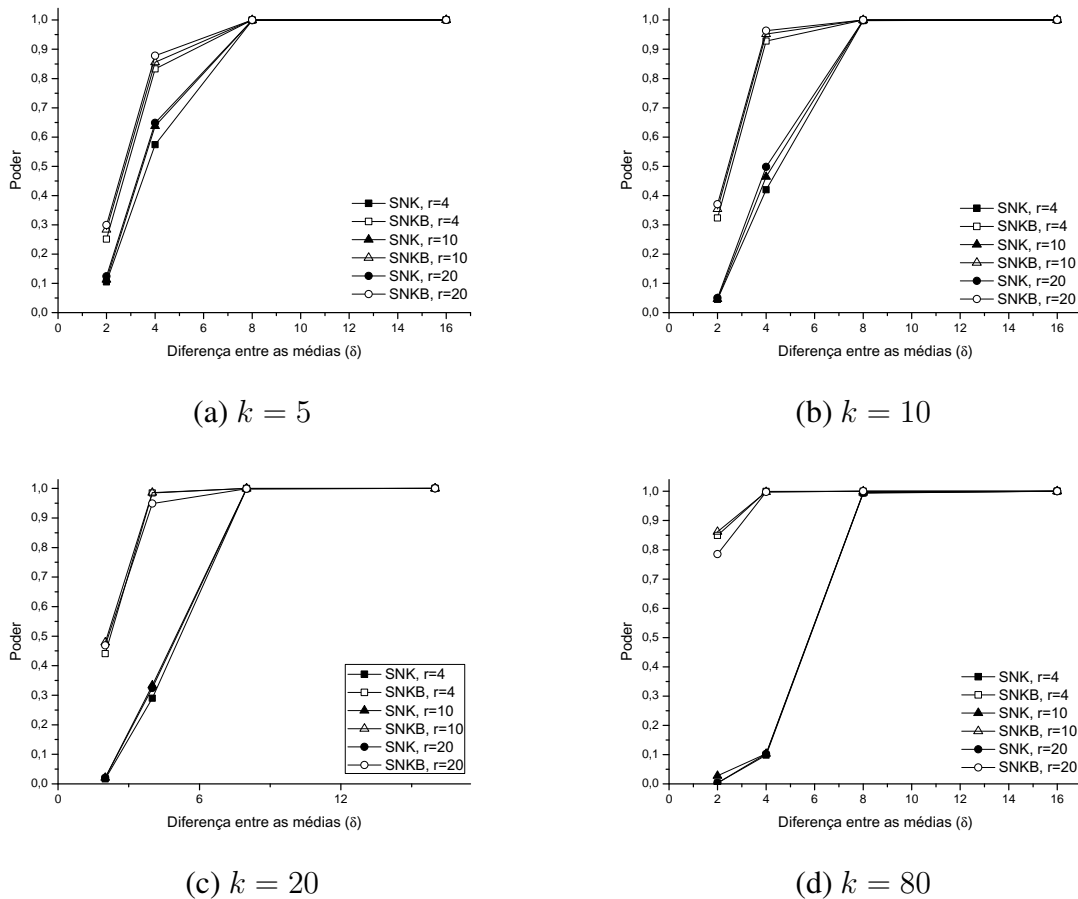 1,0
0,9
0,8
0,7
0,6
0,5
0,4
0,3
0,2
0,1
0,0
Poder
SNK, r=4
SNKB, r=4
SNK, r=10
SNKB, r=10
SNK, r=20
SNKB, r=20
0 2 4 6 8 10 12 14 16
Diferença entre as médias (δ)
(a) k = 5
1,0
0,9
0,8
0,7
0,6
0,5
0,4
0,3
0,2
0,1
0,0
Poder
SNK, r=4
SNKB, r=4
SNK, r=10
SNKB, r=10
SNK, r=20
SNKB, r=20
0 2 4 6 8 10 12 14 16
Diferença entre as médias (δ)
(b) k = 10
1,0
0,9
0,8
0,7
0,6
0,5
0,4
0,3
0,2
0,1
0,0
Poder
SNK, r=4
SNKB, r=4
SNK, r=10
SNKB, r=10
SNK, r=20
SNKB, r=20
0 6 12
Diferença entre as médias (δ)
(c) k = 20
1,0
0,9
0,8
0,7
0,6
0,5
0,4
0,3
0,2
0,1
0,0
Poder
SNK, r=4
SNKB, r=4
SNK, r=10
SNKB, r=10
SNK, r=20
SNKB, r=20
0 2 4 6 8 10 12 14 16
Diferença entre as médias (δ)
(d) k = 80